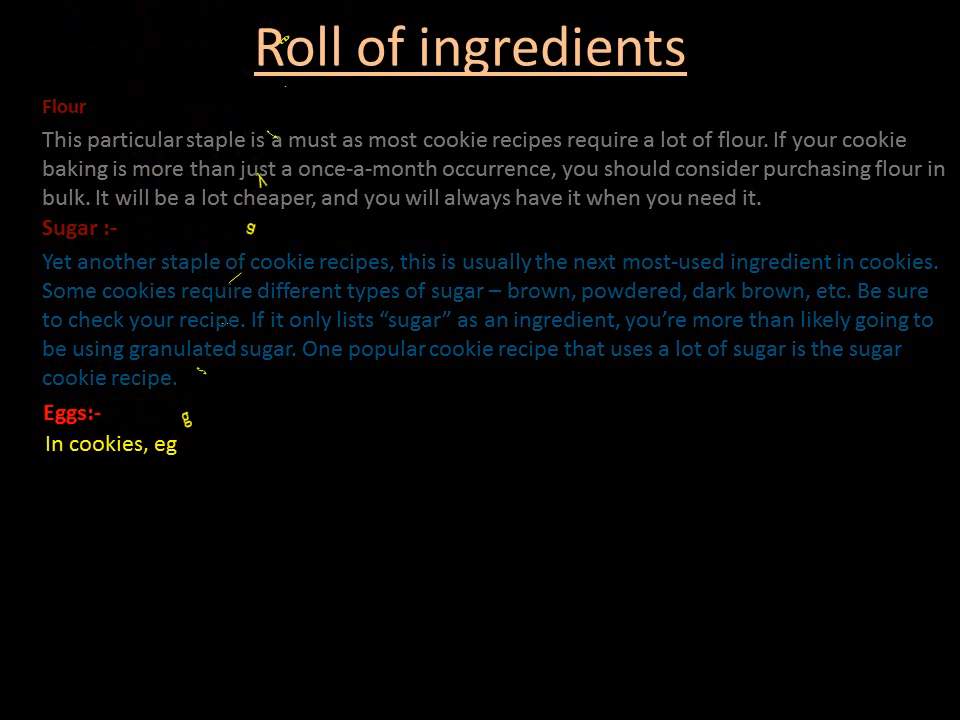 Roll of ingredients
Flour
This particular staple is a must as most cookie recipes require a lot of flour. If your cookie
baking is more than just a once-a-month occurrence, you should consider purchasing flour in
bulk. It will be a lot cheaper, and you will always have it when you need it.
Sugar :-
Yet another staple of cookie recipes, this is usually the next most-used ingredient in cookies.
Some cookies require different types of sugar – brown, powdered, dark brown, etc. Be sure
to check your recipe. If it only lists “sugar” as an ingredient, you’re more than likely going to
be using granulated sugar. One popular cookie recipe that uses a lot of sugar is the sugar
cookie recipe.
Eggs:-
In cookies, eg